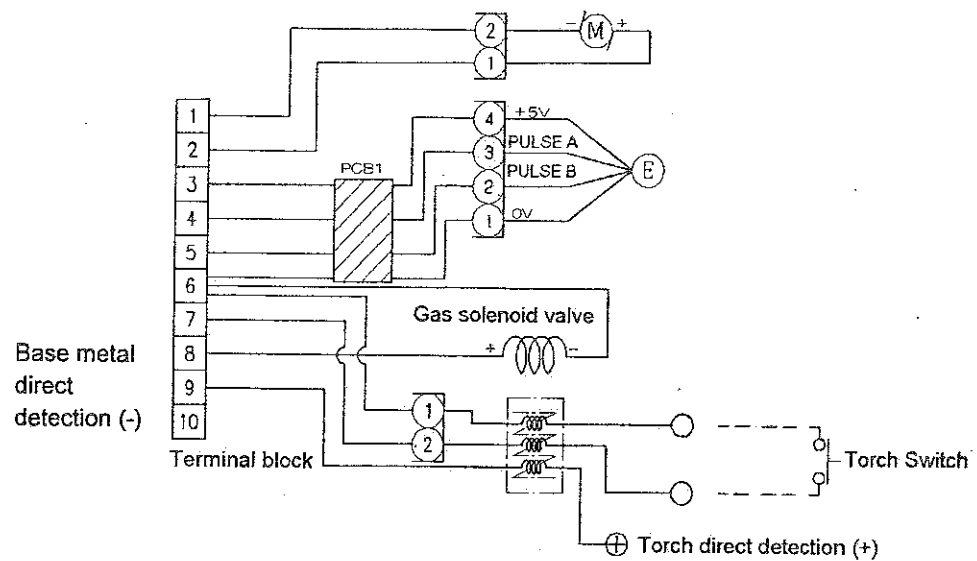 2
- M +
1
1
2
3
4
5
6
7
8
9
10
PCB1
4 +5V
3 PULSE A
2 PULSE B
1 0V
E
Gas solenoid valve
+ -
Base metal
direct
detection (-)
Terminal block
1
2
Torch Switch
Torch direct detection (+)